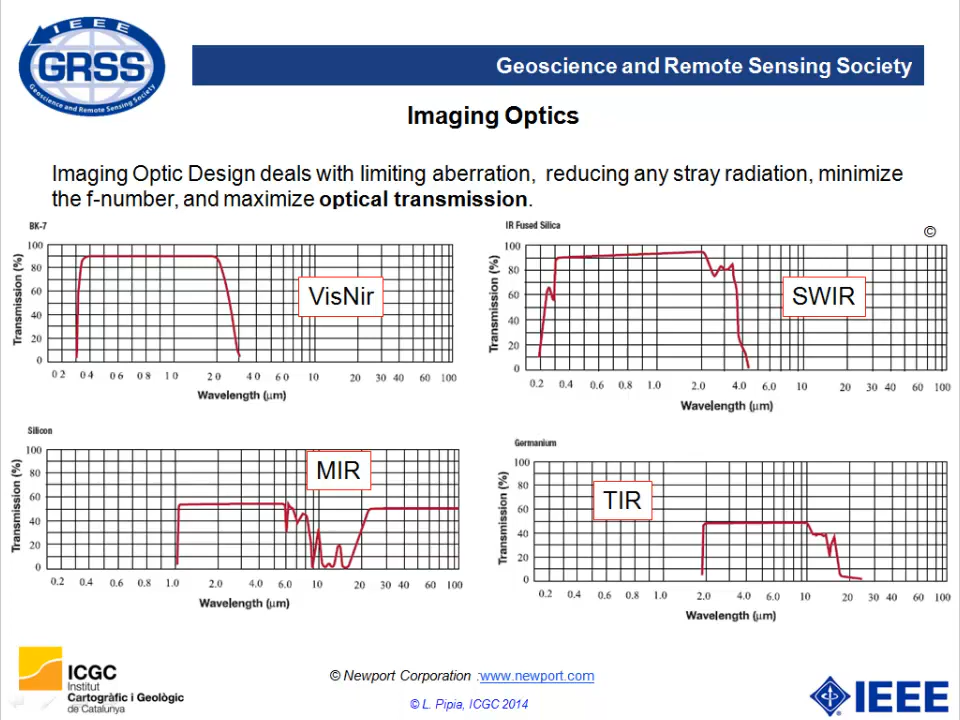 IEEE
GRSS
Geoscience and Remote Sensing Society
Geoscience and Remote Sensing Society
Imaging Optics
Imaging Optic Design deals with limiting aberration, reducing any stray radiation, minimize
the f-number, and maximize optical transmission.
BK-7
100
80
60
40
20
0
Transmission (%)
VisNir
0 2 0 4 0 6 0 8 1 0 2 0 4 0 6 0 10 20 30 40 60 100
Wavelength (μm)
IR Fused Silica
©
100
80
60
40
20
0
Transmission (%)
SWIR
0.2 0.4 0.6 0.8 1.0 2.0 4.0 6.0 10 20 30 40 60 100
Wavelength (μm)
Silicon
100
80
60
40
20
0
Transmission (%)
MIR
0.2 0.4 0.6 0.8 1.0 2.0 4.0 6.0 10 20 30 40 60 100
Wavelength (μm)
Germanium
100
80
60
40
20
0
Transmission (%)
TIR
0.2 0.4 0.6 0.8 1.0 2.0 4.0 6.0 10 20 30 40 60 100
Wavelength (μm)
ICGC
Institut
Cartogràfic i Geològic
de Catalunya
© Newport Corporation :www.newport.com
© L. Pipia, ICGC 2014
IEEE